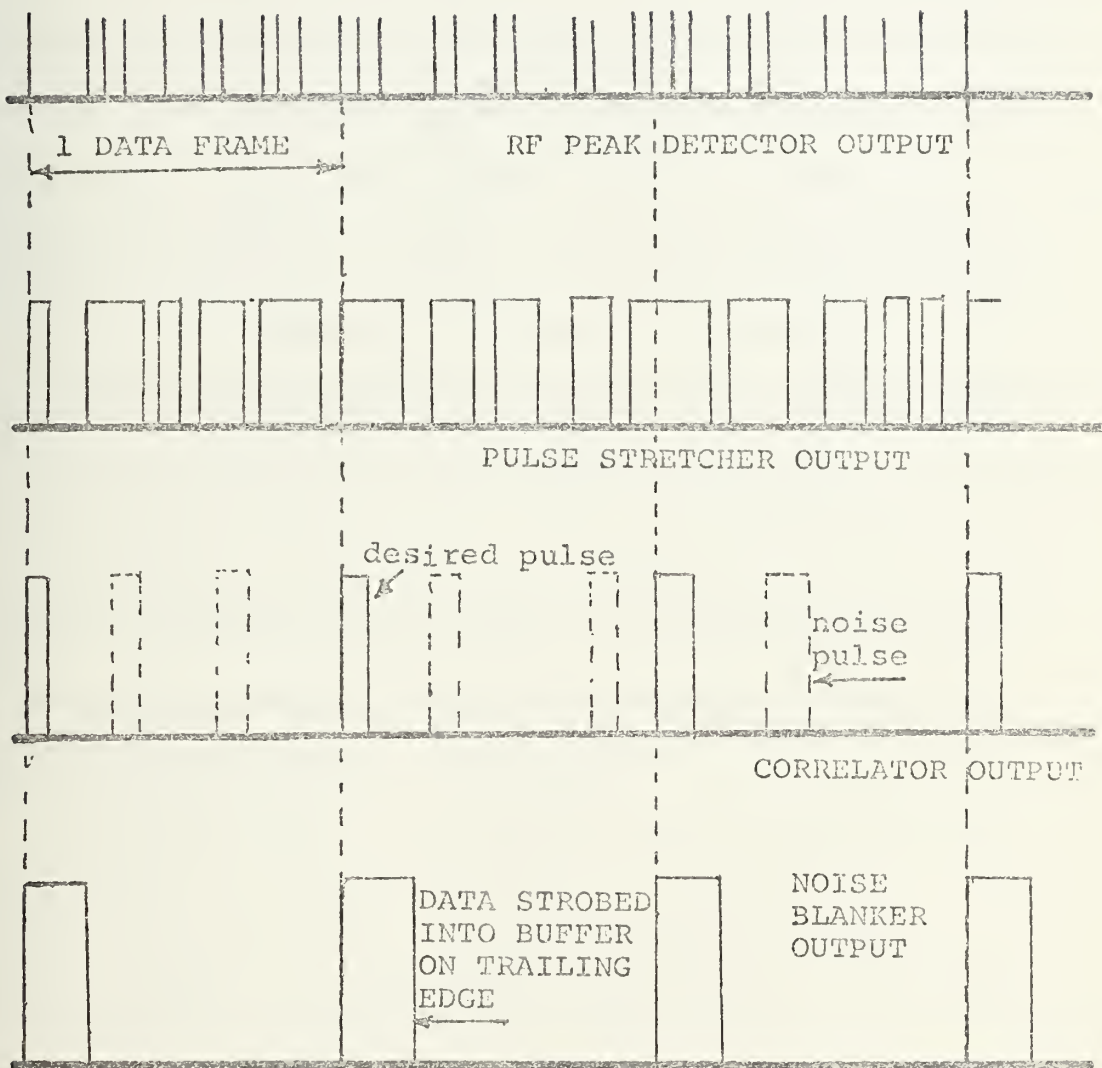 1 DATA FRAME
RF PEAK DETECTOR OUTPUT
PULSE STRETCHER OUTPUT
desired pulse
noise
pulse
CORRELATOR OUTPUT
DATA STROBED
INTO BUFFER
ON TRAILING
EDGE
NOISE
BLANKER
OUTPUT